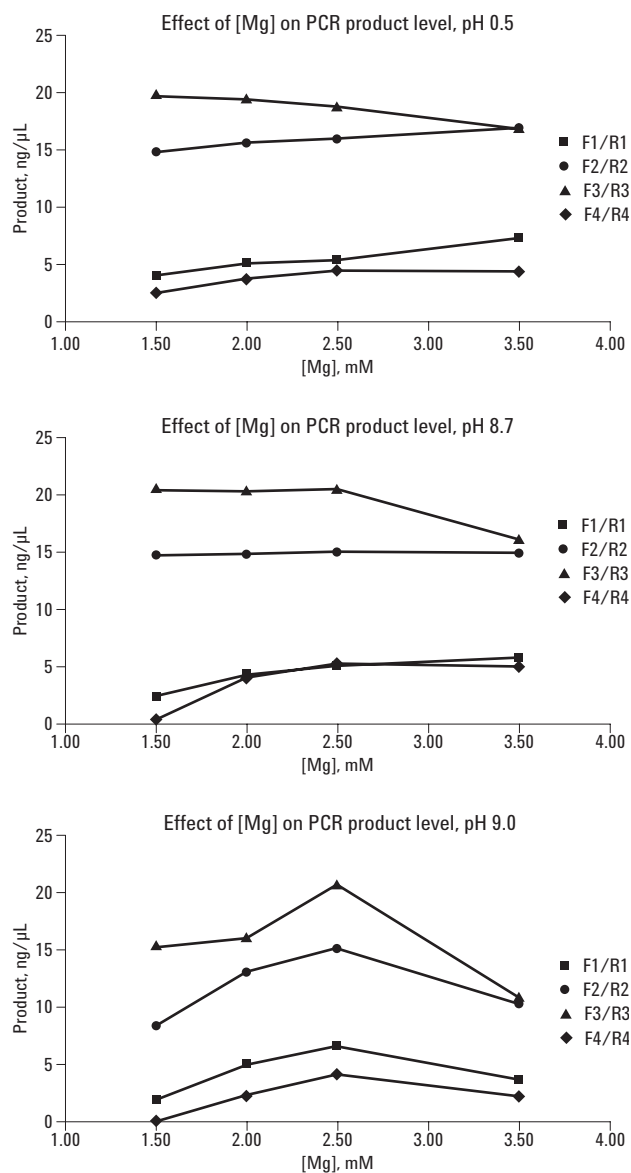 Effect of [Mg] on PCR product level, pH 0.5
25
20
15
10
5
0
Product, ng/µL
1.00 1.50 2.00 2.50 3.00 3.50 4.00
[Mg], mM
F1/R1
F2/R2
F3/R3
F4/R4
Effect of [Mg] on PCR product level, pH 8.7
25
20
15
10
5
0
Product, ng/µL
1.00 1.50 2.00 2.50 3.00 3.50 4.00
[Mg], mM
F1/R1
F2/R2
F3/R3
F4/R4
Effect of [Mg] on PCR product level, pH 9.0
25
20
15
10
5
0
Product, ng/µL
1.00 1.50 2.00 2.50 3.00 3.50 4.00
[Mg], mM
F1/R1
F2/R2
F3/R3
F4/R4